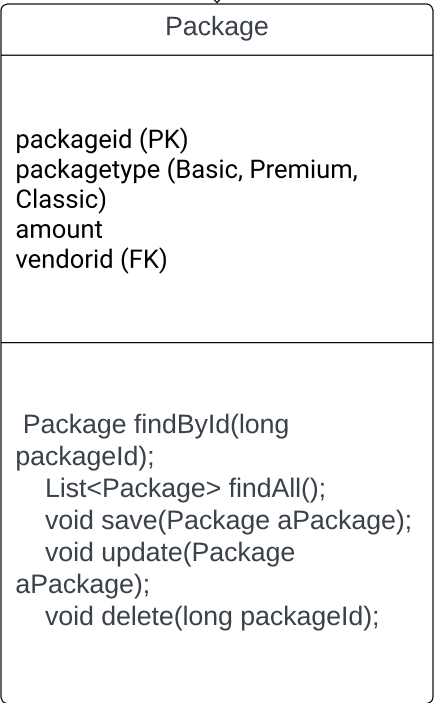 Package
packageid (PK)
packagetype (Basic, Premium,
Classic)
amount
vendorid (FK)
Package findById(long
packageId);
List<Package> findAll();
void save(Package aPackage);
void update(Package
aPackage);
void delete(long packageId);